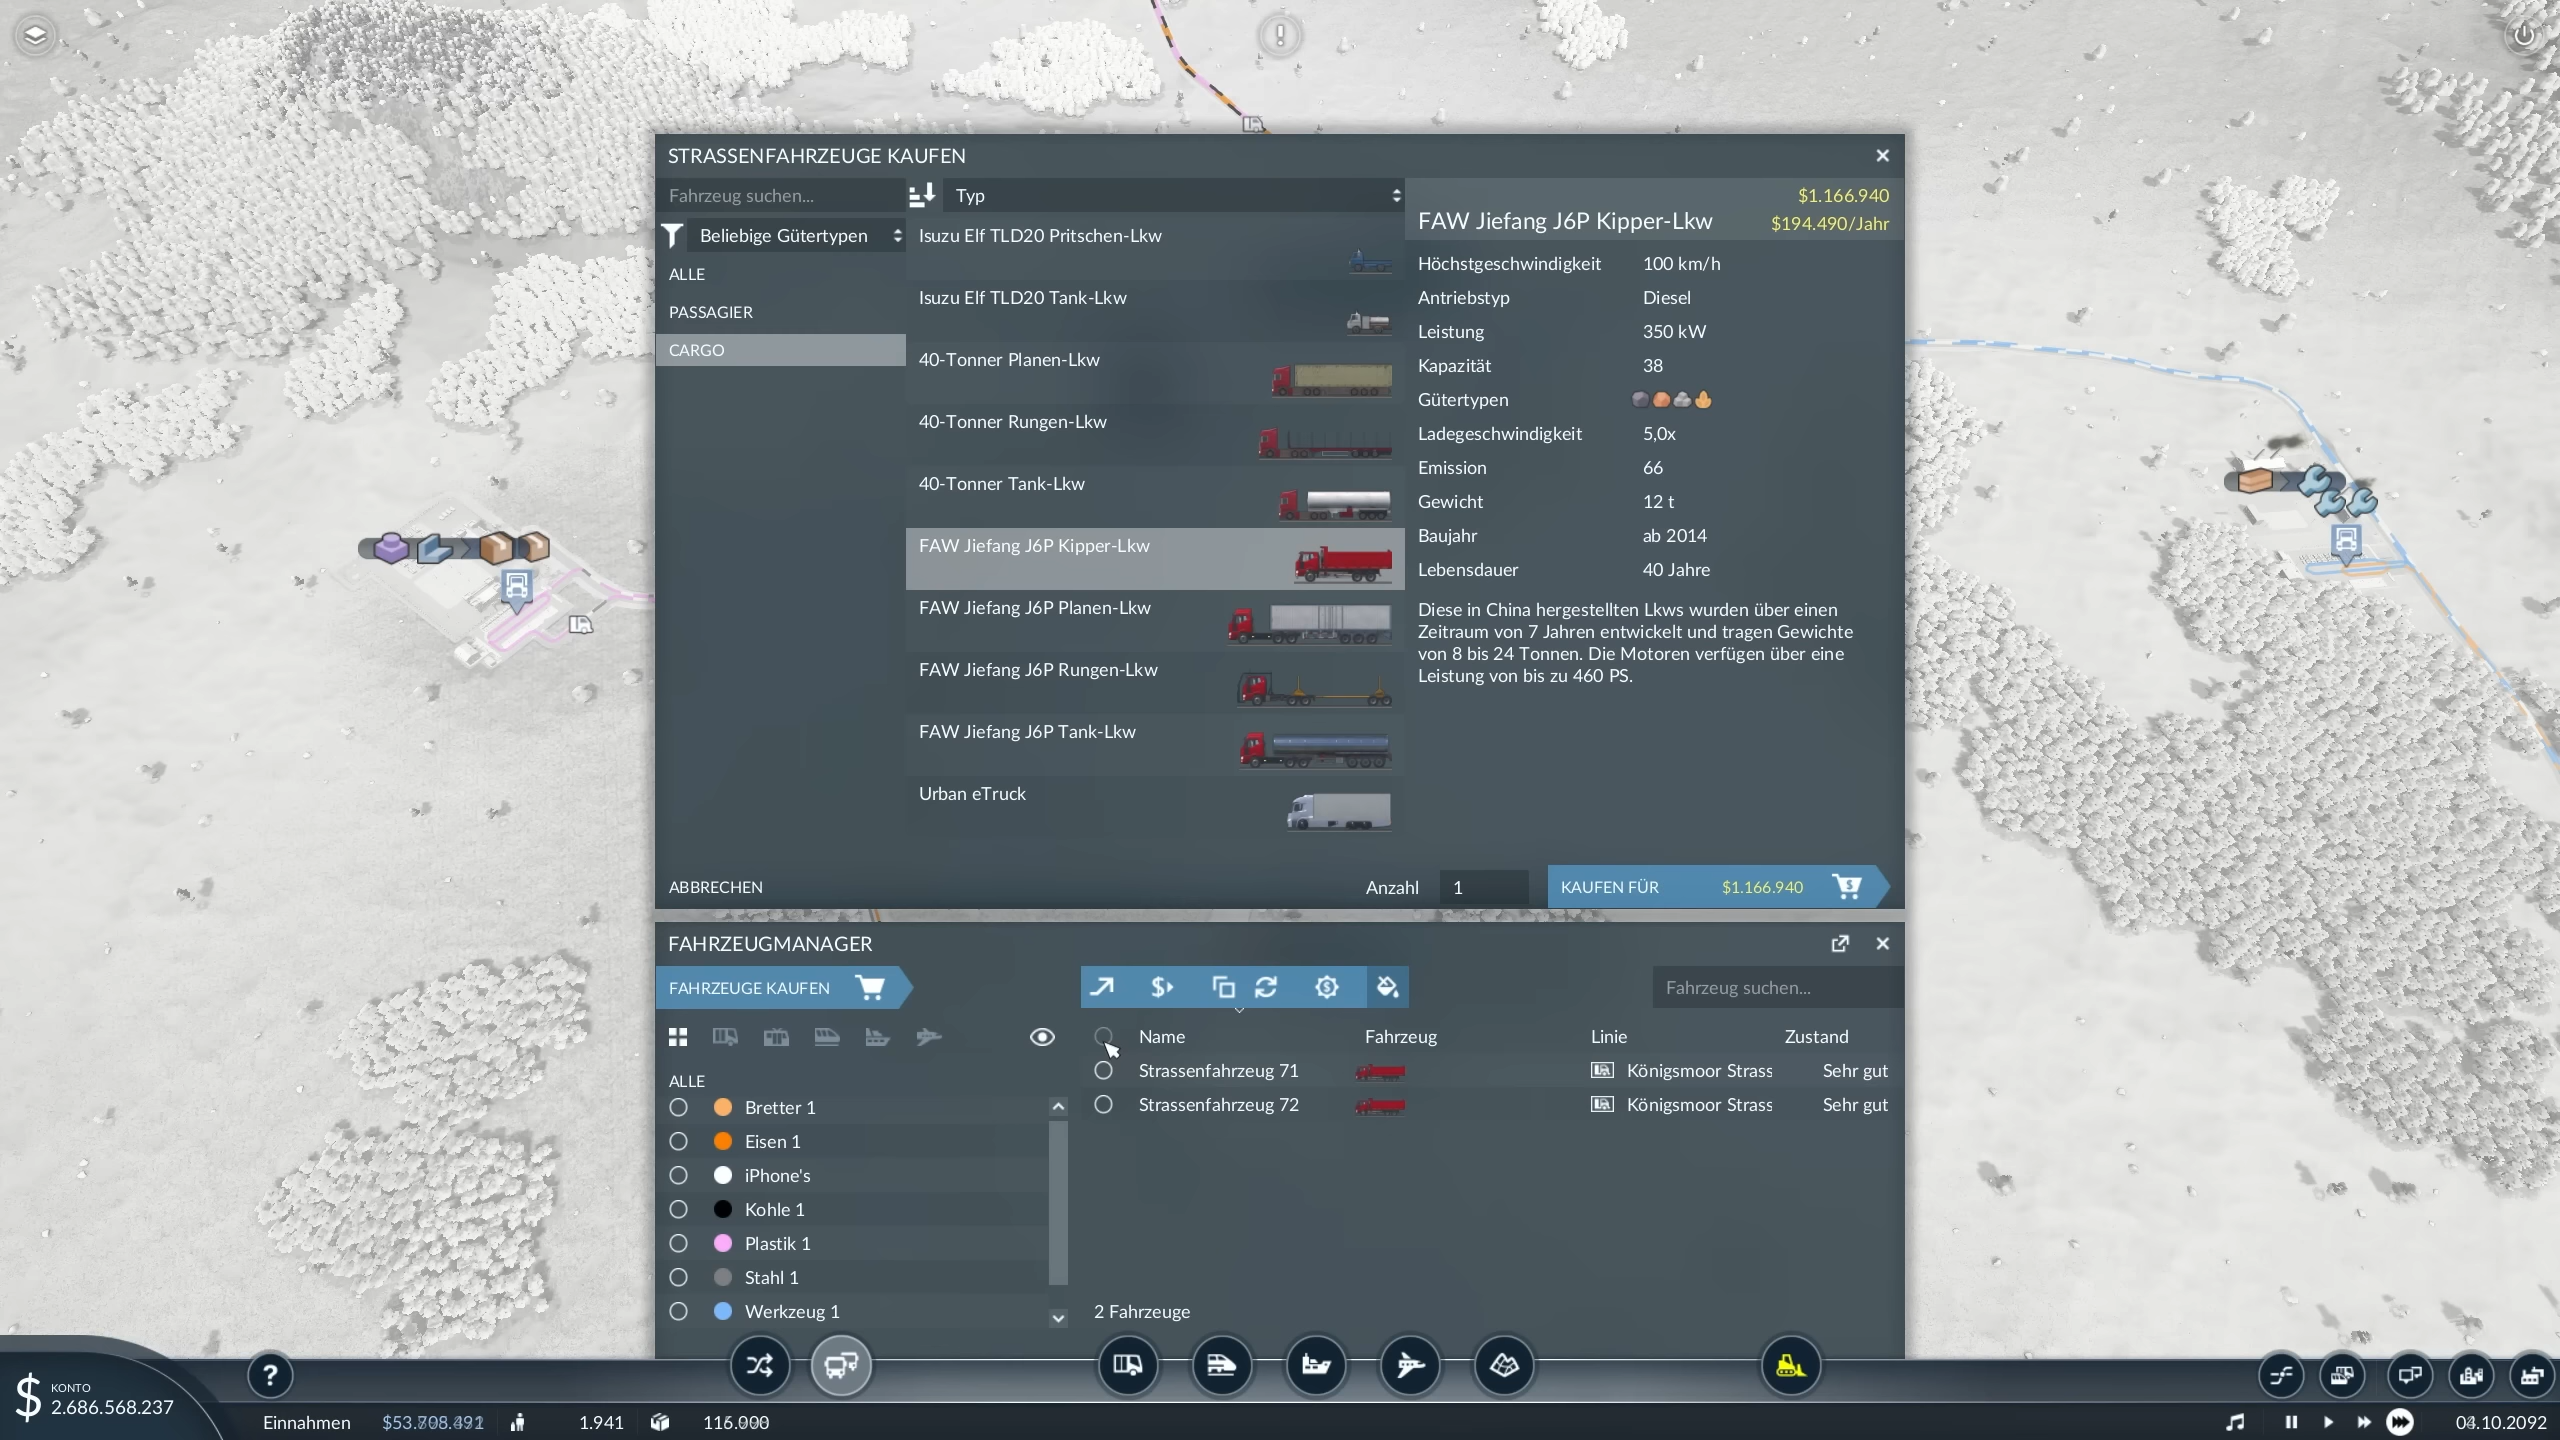 STRASSENFAHRZEUGE KAUFEN
Fahrzeug suchen...
Typ
Beliebige Gütertypen
ALLE
PASSAGIER
CARGO
Isuzu Elf TLD20 Pritschen-Lkw
Isuzu Elf TLD20 Tank-Lkw
40-Tonner Planen-Lkw
40-Tonner Rungen-Lkw
40-Tonner Tank-Lkw
FAW Jiefang J6P Kipper-Lkw
FAW Jiefang J6P Planen-Lkw
FAW Jiefang J6P Rungen-Lkw
FAW Jiefang J6P Tank-Lkw
Urban eTruck
$1.166.940
FAW Jiefang J6P Kipper-Lkw $194.490/Jahr
Höchstgeschwindigkeit 100 km/h
Antriebstyp Diesel
Leistung 350 kW
Kapazität 38
Gütertypen
Ladegeschwindigkeit 5,0x
Emission 66
Gewicht 12 t
Baujahr ab 2014
Lebensdauer 40 Jahre
Diese in China hergestellten Lkws wurden über einen
Zeitraum von 7 Jahren entwickelt und tragen Gewichte
von 8 bis 24 Tonnen. Die Motoren verfügen über eine
Leistung von bis zu 460 PS.
ABBRECHEN Anzahl 1 KAUFEN FÜR $1.166.940
FAHRZEUGMANAGER
FAHRZEUGE KAUFEN
Fahrzeug suchen...
ALLE
Bretter 1
Eisen 1
iPhone's
Kohle 1
Plastik 1
Stahl 1
Werkzeug 1
Name Fahrzeug Linie Zustand
Strassenfahrzeug 71 Königsmoor Strass Sehr gut
Strassenfahrzeug 72 Königsmoor Strass Sehr gut
2 Fahrzeuge
KONTO
2.686.568.237
Einnahmen 1.941
.10.2092